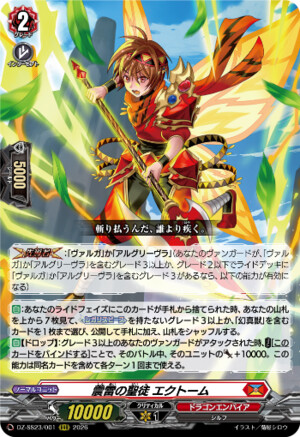 2
グレード
インターセプト
5000
斬り払うんだ、誰より疾く。
:「ヴァルガ」か「アルグリーヴラ」(あなたのヴァンガードが、「ヴァルガ」か「アルグリーヴラ」を含むグレード3以上か、グレード2以下でライドデッキに
「ヴァルガ」か「アルグリーヴラ」を含むグレード3があるなら、以下の能力が有効になる)
:あなたのライドフェイズにこのカードが手札から捨てられた時、あなたの山札を
上から7枚見て、
を持たないグレード3以上か、《幻真獣》を含む
カードを1枚まで選び、公開して手札に加え、山札をシャッフルする。
【ドロップ】:グレード3以上のあなたのヴァンガードがアタックされた時、【コスト】[こ
のカードをバインドする]ことで、そのバトル中、そのユニットの
+10000。この
能力は同名カードを含めて各ターン1回まで使える。
ノーマルユニット
震雷の聖徒 エクトーム
パワー
10000
クリティカル
1
ドラゴンエンパイア
シルフ
DZ-SS23/001
RRR
2026
イラスト/